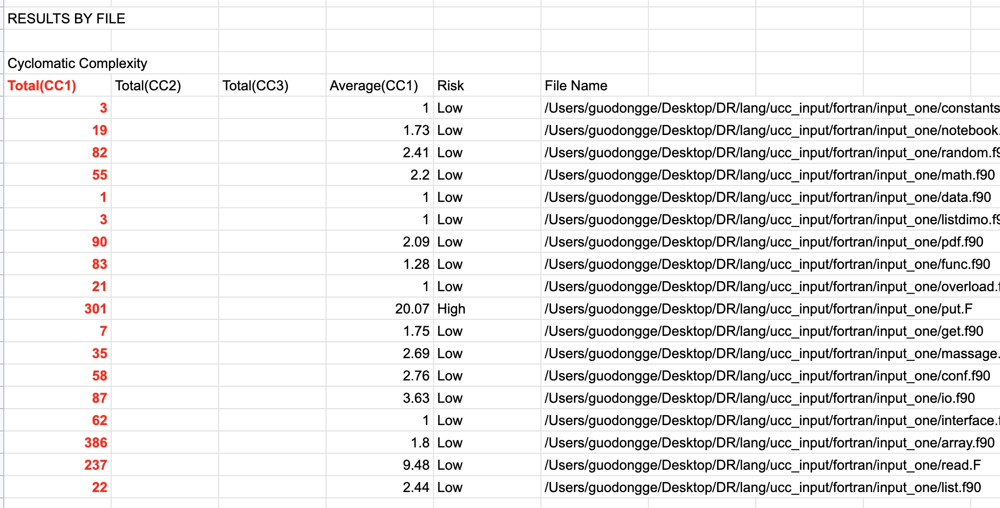 RESULTS BY FILE
Cyclomatic Complexity
Total(CC1) Total(CC2) Total(CC3) Average(CC1) Risk File Name
3 1 Low /Users/guodongge/Desktop/DR/lang/ucc_input/fortran/input_one/constants
19 1.73 Low /Users/guodongge/Desktop/DR/lang/ucc_input/fortran/input_one/notebook.
82 2.41 Low /Users/guodongge/Desktop/DR/lang/ucc_input/fortran/input_one/random.f9
55 2.2 Low /Users/guodongge/Desktop/DR/lang/ucc_input/fortran/input_one/math.f90
1 1 Low /Users/guodongge/Desktop/DR/lang/ucc_input/fortran/input_one/data.f90
3 1 Low /Users/guodongge/Desktop/DR/lang/ucc_input/fortran/input_one/listdimo.f9
90 2.09 Low /Users/guodongge/Desktop/DR/lang/ucc_input/fortran/input_one/pdf.f90
83 1.28 Low /Users/guodongge/Desktop/DR/lang/ucc_input/fortran/input_one/func.f90
21 1 Low /Users/guodongge/Desktop/DR/lang/ucc_input/fortran/input_one/overload.f
301 20.07 High /Users/guodongge/Desktop/DR/lang/ucc_input/fortran/input_one/put.F
7 1.75 Low /Users/guodongge/Desktop/DR/lang/ucc_input/fortran/input_one/get.f90
35 2.69 Low /Users/guodongge/Desktop/DR/lang/ucc_input/fortran/input_one/massage.
58 2.76 Low /Users/guodongge/Desktop/DR/lang/ucc_input/fortran/input_one/conf.f90
87 3.63 Low /Users/guodongge/Desktop/DR/lang/ucc_input/fortran/input_one/io.f90
62 1 Low /Users/guodongge/Desktop/DR/lang/ucc_input/fortran/input_one/interface.f
386 1.8 Low /Users/guodongge/Desktop/DR/lang/ucc_input/fortran/input_one/array.f90
237 9.48 Low /Users/guodongge/Desktop/DR/lang/ucc_input/fortran/input_one/read.F
22 2.44 Low /Users/guodongge/Desktop/DR/lang/ucc_input/fortran/input_one/list.f90